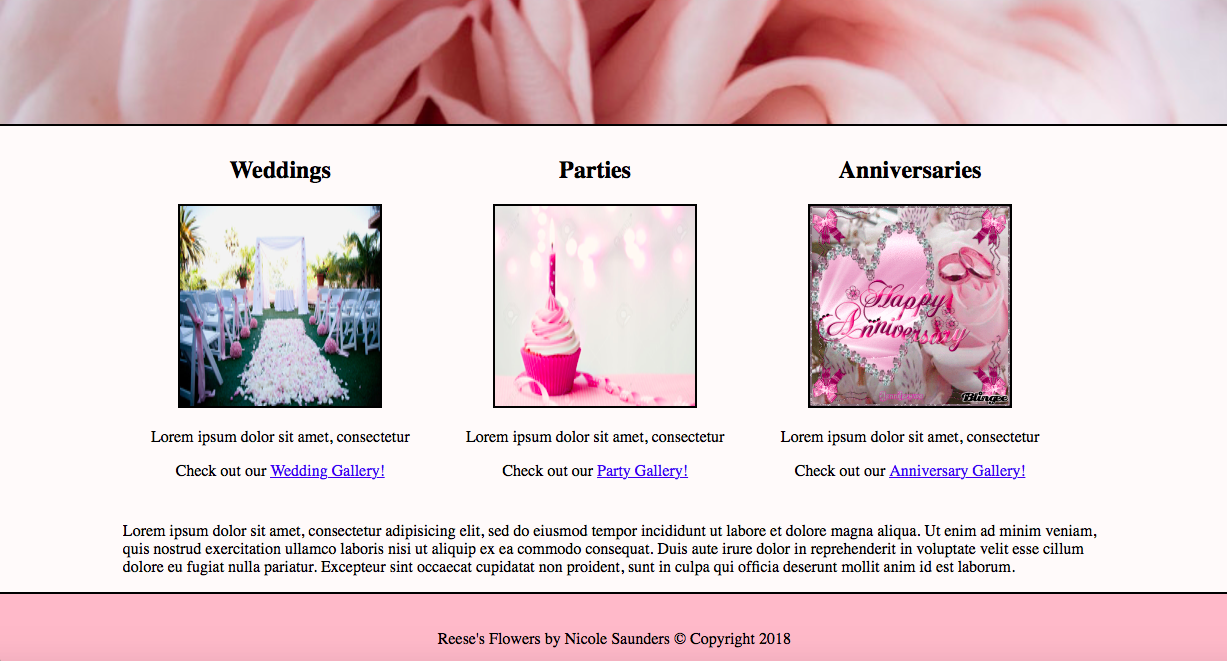 Weddings
Parties
Anniversaries
Happy
Anniversary
Blingee
Lorem ipsum dolor sit amet, consectetur
Lorem ipsum dolor sit amet, consectetur
Lorem ipsum dolor sit amet, consectetur
Check out our Wedding Gallery!
Check out our Party Gallery!
Check out our Anniversary Gallery!
Lorem ipsum dolor sit amet, consectetur adipisicing elit, sed do eiusmod tempor incididunt ut labore et dolore magna aliqua. Ut enim ad minim veniam,
quis nostrud exercitation ullamco laboris nisi ut aliquip ex ea commodo consequat. Duis aute irure dolor in reprehenderit in voluptate velit esse cillum
dolore eu fugiat nulla pariatur. Excepteur sint occaecat cupidatat non proident, sunt in culpa qui officia deserunt mollit anim id est laborum.
Reese's Flowers by Nicole Saunders © Copyright 2018